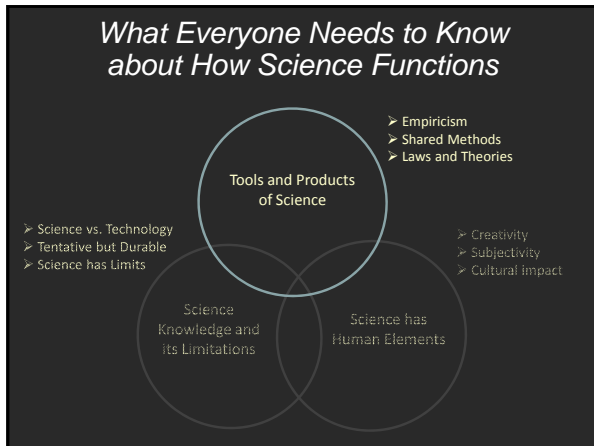 What Everyone Needs to Know
about How Science Functions
➢ Empiricism
➢ Shared Methods
➢ Laws and Theories
Tools and Products
of Science
➢ Science vs. Technology
➢ Tentative but Durable
➢ Science has Limits
➢ Creativity
➢ Subjectivity
➢ Cultural impact
Science
Knowledge and
its Limitations
Science has
Human Elements